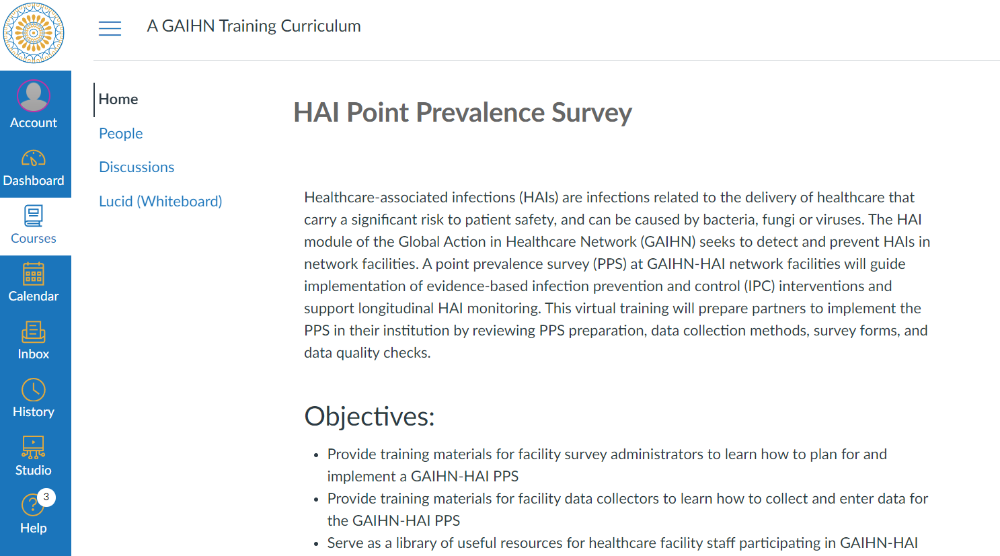 A GAIHN Training Curriculum
Account
Dashboard
Courses
Calendar
Inbox
History
Studio
3
Help
Home
People
Discussions
Lucid (Whiteboard)
HAI Point Prevalence Survey
Healthcare-associated infections (HAIs) are infections related to the delivery of healthcare that
carry a significant risk to patient safety, and can be caused by bacteria, fungi or viruses. The HAI
module of the Global Action in Healthcare Network (GAIHN) seeks to detect and prevent HAIs in
network facilities. A point prevalence survey (PPS) at GAIHN-HAI network facilities will guide
implementation of evidence-based infection prevention and control (IPC) interventions and
support longitudinal HAI monitoring. This virtual training will prepare partners to implement the
PPS in their institution by reviewing PPS preparation, data collection methods, survey forms, and
data quality checks.
Objectives:
• Provide training materials for facility survey administrators to learn how to plan for and
implement a GAIHN-HAI PPS
• Provide training materials for facility data collectors to learn how to collect and enter data for
the GAIHN-HAI PPS
• Serve as a library of useful resources for healthcare facility staff participating in GAIHN-HAI